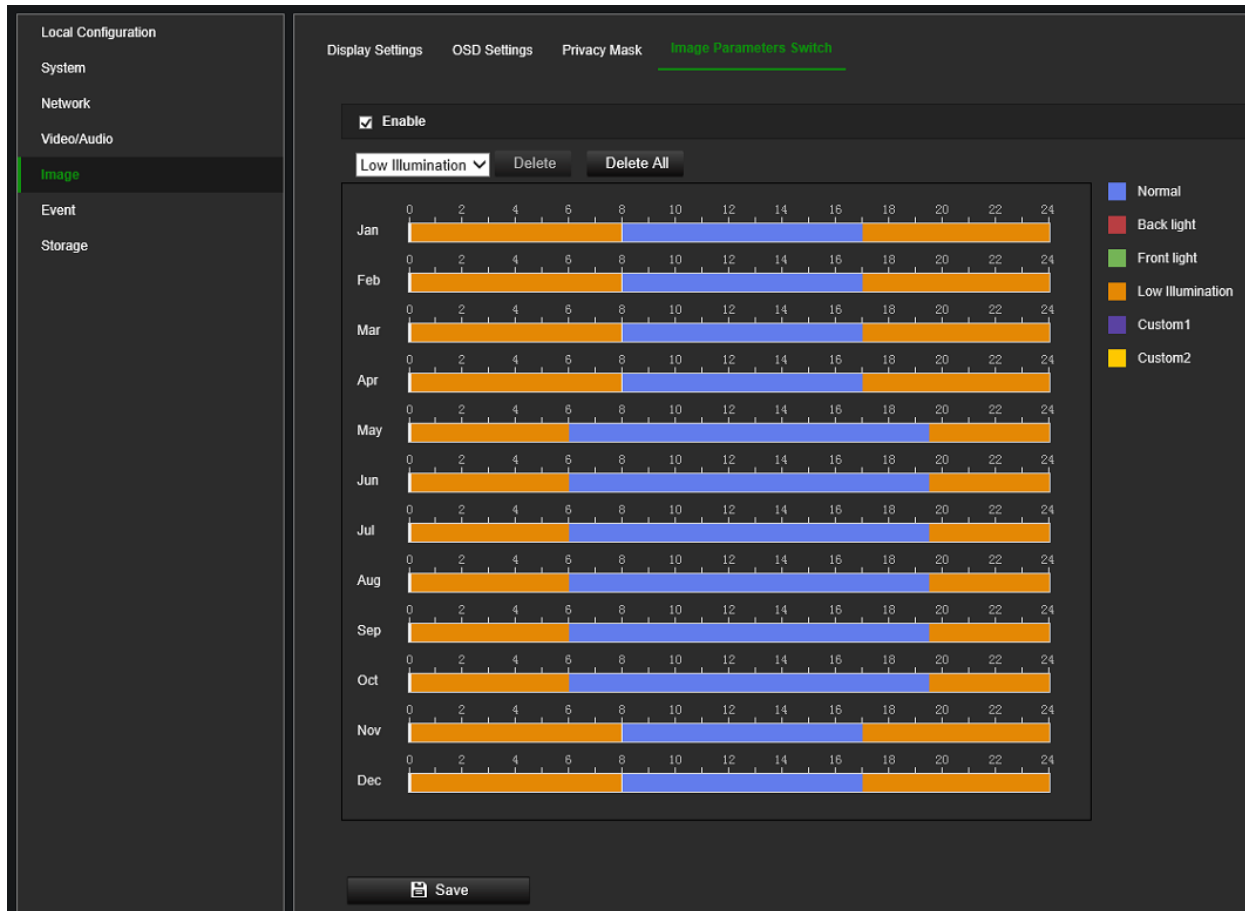 Local Configuration
System
Network
Video/Audio
Image
Event
Storage
Display Settings OSD Settings Privacy Mask Image Parameters Switch
Enable
Low Illumination Delete Delete All
0 2 4 6 8 10 12 14 16 18 20 22 24
Jan
0 2 4 6 8 10 12 14 16 18 20 22 24
Feb
0 2 4 6 8 10 12 14 16 18 20 22 24
Mar
0 2 4 6 8 10 12 14 16 18 20 22 24
Apr
0 2 4 6 8 10 12 14 16 18 20 22 24
May
0 2 4 6 8 10 12 14 16 18 20 22 24
Jun
0 2 4 6 8 10 12 14 16 18 20 22 24
Jul
0 2 4 6 8 10 12 14 16 18 20 22 24
Aug
0 2 4 6 8 10 12 14 16 18 20 22 24
Sep
0 2 4 6 8 10 12 14 16 18 20 22 24
Oct
0 2 4 6 8 10 12 14 16 18 20 22 24
Nov
0 2 4 6 8 10 12 14 16 18 20 22 24
Dec
Normal
Back light
Front light
Low Illumination
Custom1
Custom2
Save